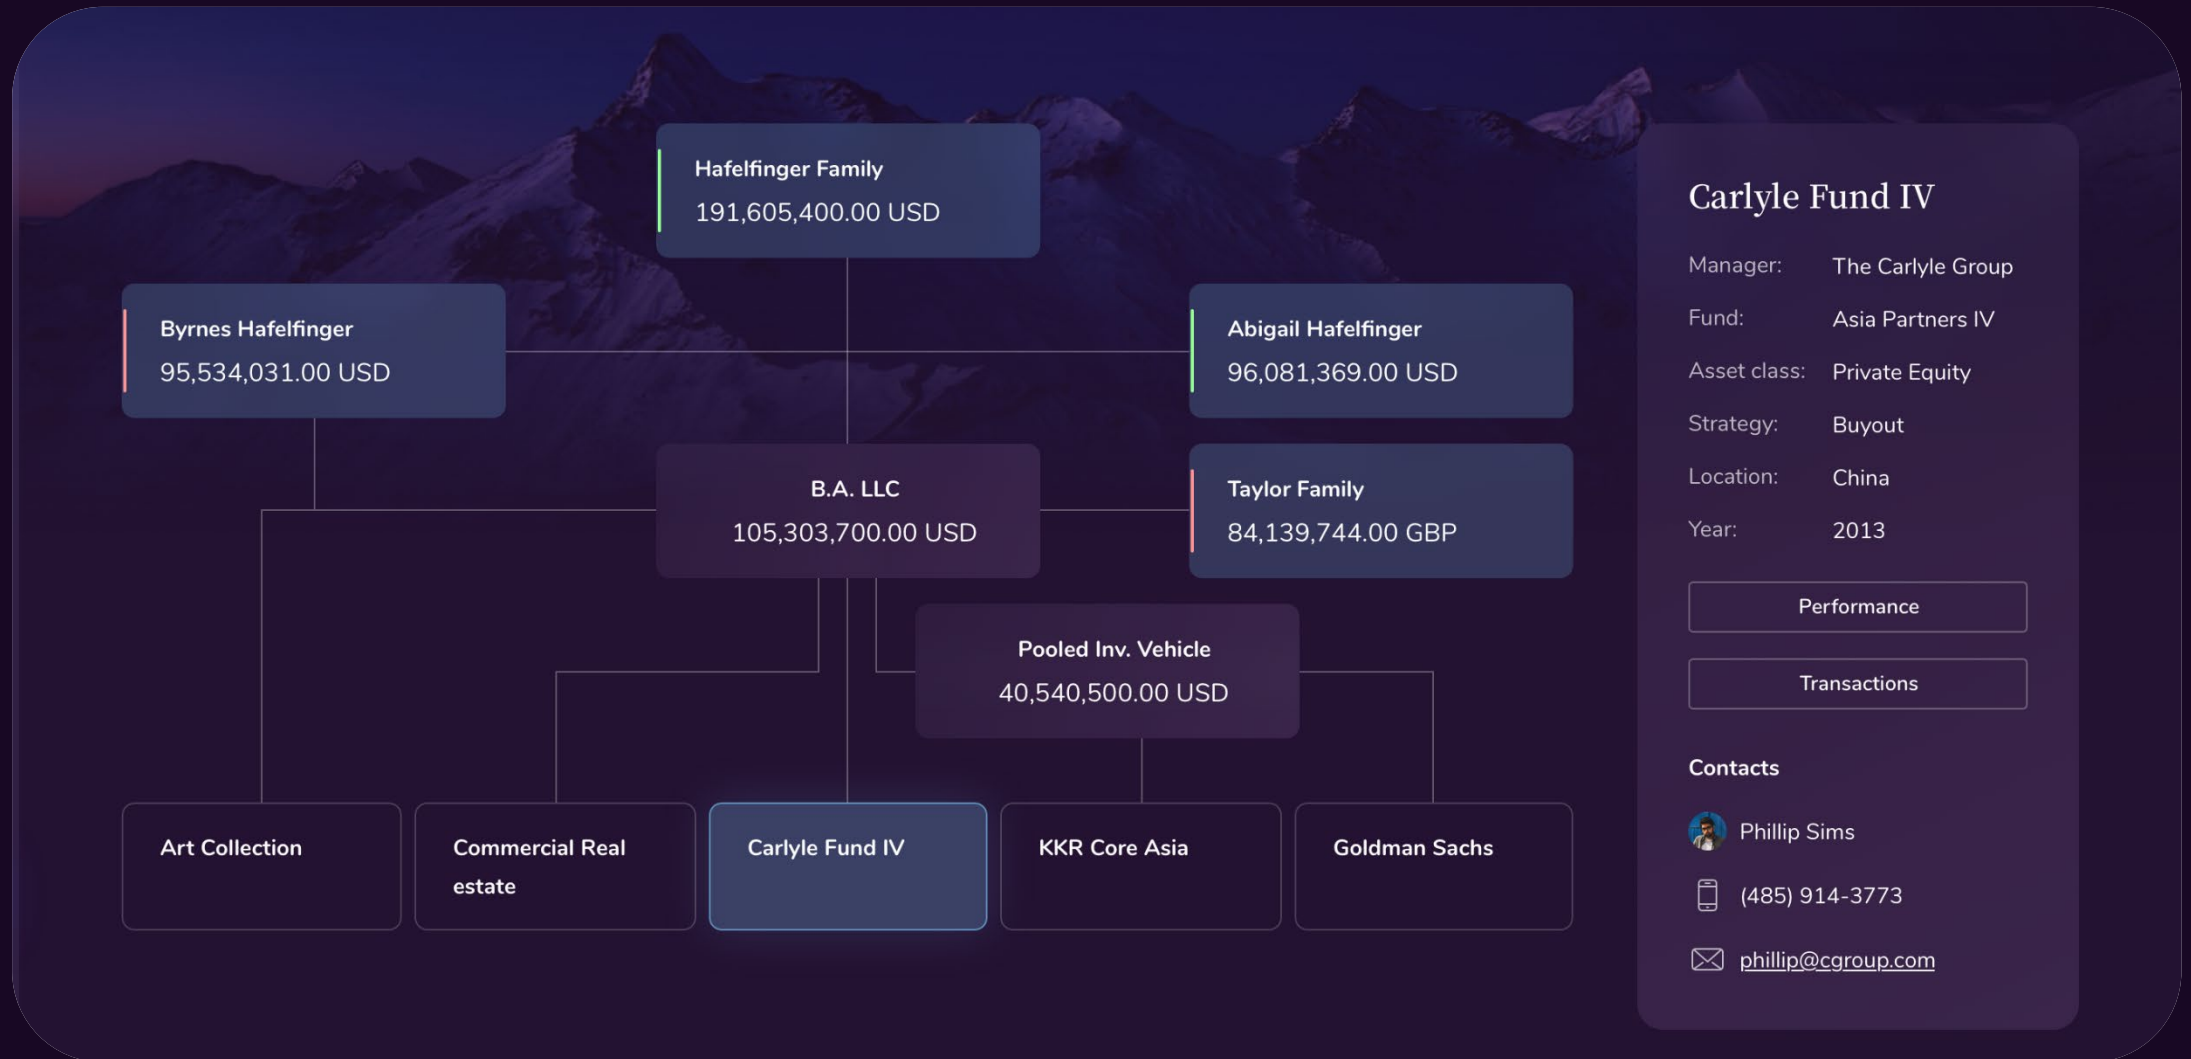 Hafelfinger Family
191,605,400.00 USD
Byrnes Hafelfinger
95,534,031.00 USD
Abigail Hafelfinger
96,081,369.00 USD
B.A. LLC
105,303,700.00 USD
Taylor Family
84,139,744.00 GBP
Pooled Inv. Vehicle
40,540,500.00 USD
Art Collection
Commercial Real
estate
Carlyle Fund IV
KKR Core Asia
Goldman Sachs
Carlyle Fund IV
Manager: The Carlyle Group
Fund: Asia Partners IV
Asset class: Private Equity
Strategy: Buyout
Location: China
Year: 2013
Performance
Transactions
Contacts
Phillip Sims
(485) 914-3773
phillip@cgroup.com